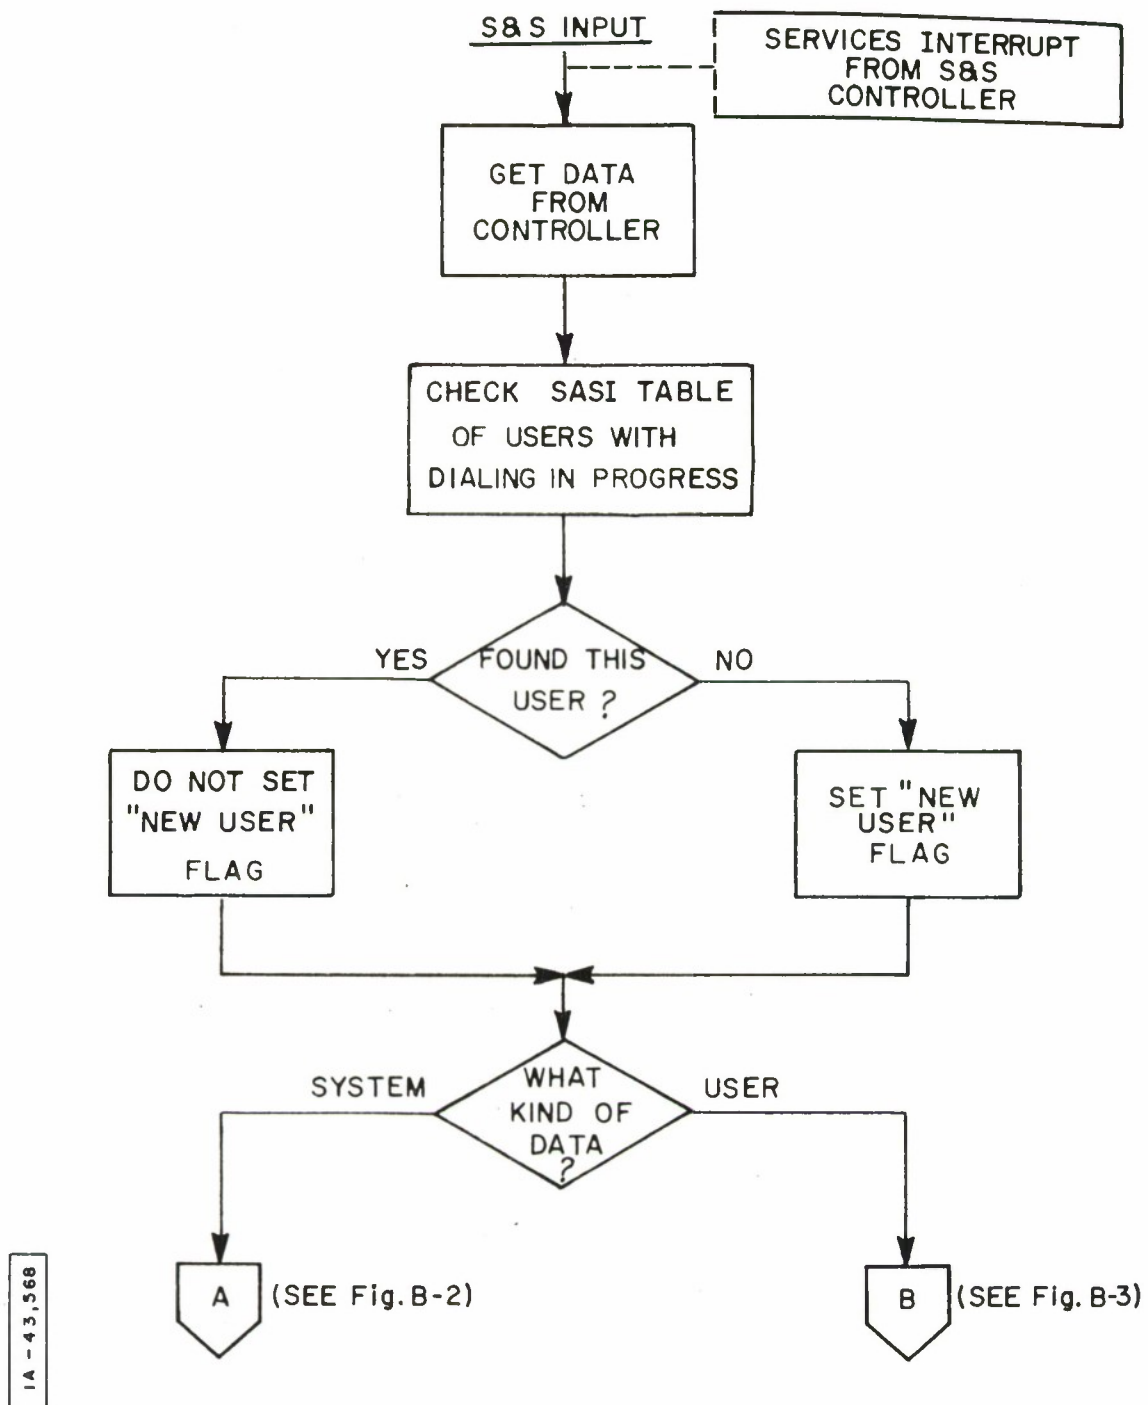 S&S INPUT
SERVICES INTERRUPT
FROM S&S
CONTROLLER
GET DATA
FROM
CONTROLLER
CHECK SASI TABLE
OF USERS WITH
DIALING IN PROGRESS
YES
FOUND THIS
USER ?
NO
DO NOT SET
"NEW USER"
FLAG
SET "NEW
USER"
FLAG
SYSTEM
WHAT
KIND OF
DATA
?
USER
A
(SEE Fig. B-2)
B
(SEE Fig. B-3)
IA - 43,568